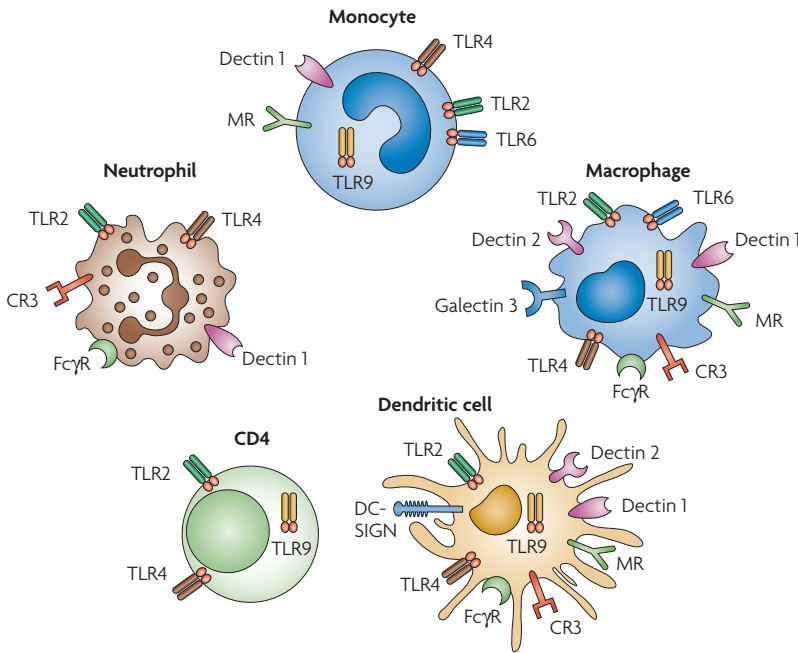 Monocyte
TLR4
Dectin 1
TLR2
MR
TLR6
TLR9
Neutrophil
TLR2
TLR4
CR3
FcγR
Dectin 1
Macrophage
TLR2
TLR6
Dectin 2
Dectin 1
Galectin 3
TLR9
MR
TLR4
CR3
FcγR
CD4
TLR2
TLR9
TLR4
Dendritic cell
TLR2
Dectin 2
DC-
SIGN
Dectin 1
TLR9
MR
TLR4
FcγR
CR3